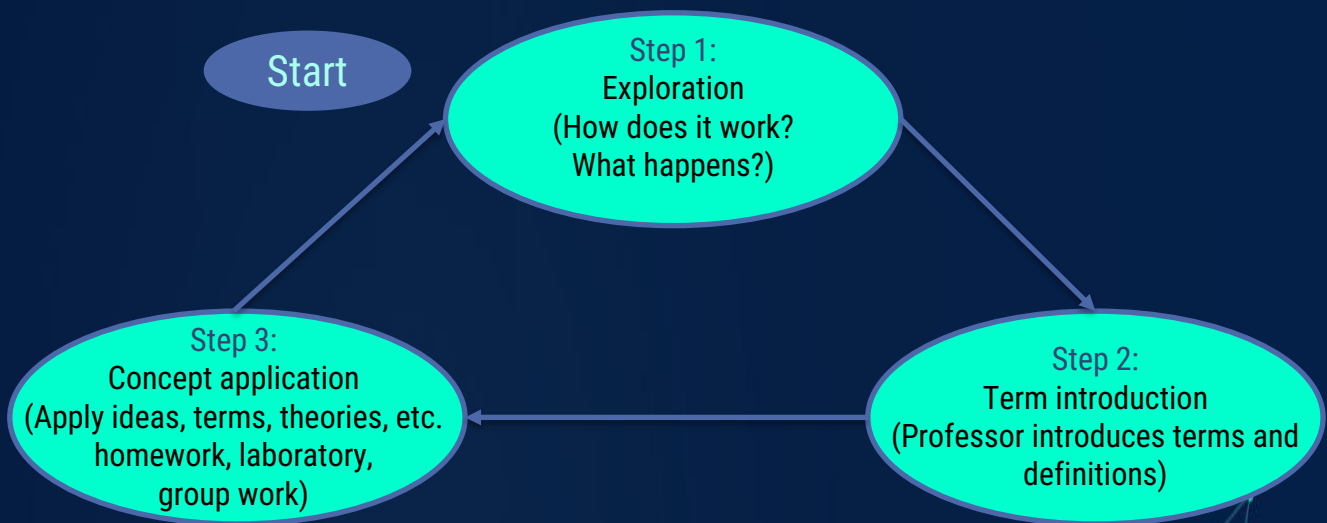 Start
Step 1:
Exploration
(How does it work?
What happens?)
Step 2:
Term introduction
(Professor introduces terms and
definitions)
Step 3:
Concept application
(Apply ideas, terms, theories, etc.
homework, laboratory,
group work)